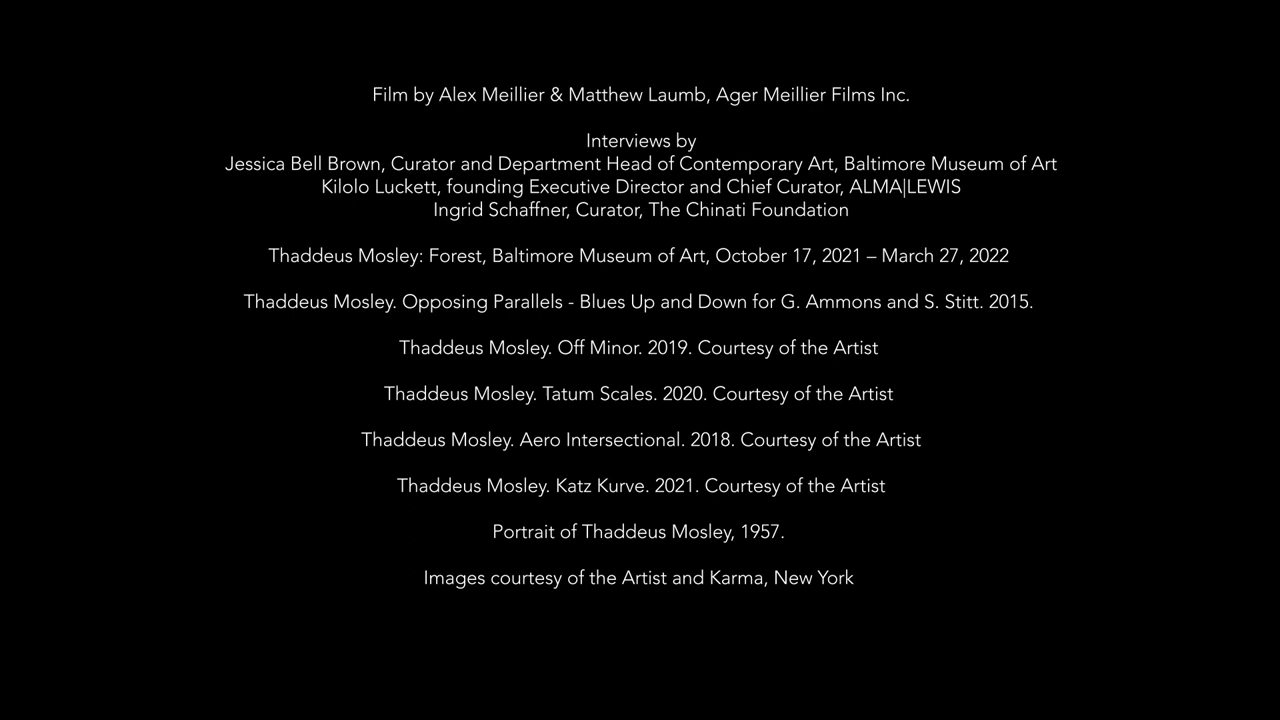 Film by Alex Meillier & Matthew Laumb, Ager Meillier Films Inc.
Interviews by
Jessica Bell Brown, Curator and Department Head of Contemporary Art, Baltimore Museum of Art
Kilolo Luckett, founding Executive Director and Chief Curator, ALMA|LEWIS
Ingrid Schaffner, Curator, The Chinati Foundation
Thaddeus Mosley: Forest, Baltimore Museum of Art, October 17, 2021 – March 27, 2022
Thaddeus Mosley. Opposing Parallels - Blues Up and Down for G. Ammons and S. Stitt. 2015.
Thaddeus Mosley. Off Minor. 2019. Courtesy of the Artist
Thaddeus Mosley. Tatum Scales. 2020. Courtesy of the Artist
Thaddeus Mosley. Aero Intersectional. 2018. Courtesy of the Artist
Thaddeus Mosley. Katz Kurve. 2021. Courtesy of the Artist
Portrait of Thaddeus Mosley, 1957.
Images courtesy of the Artist and Karma, New York